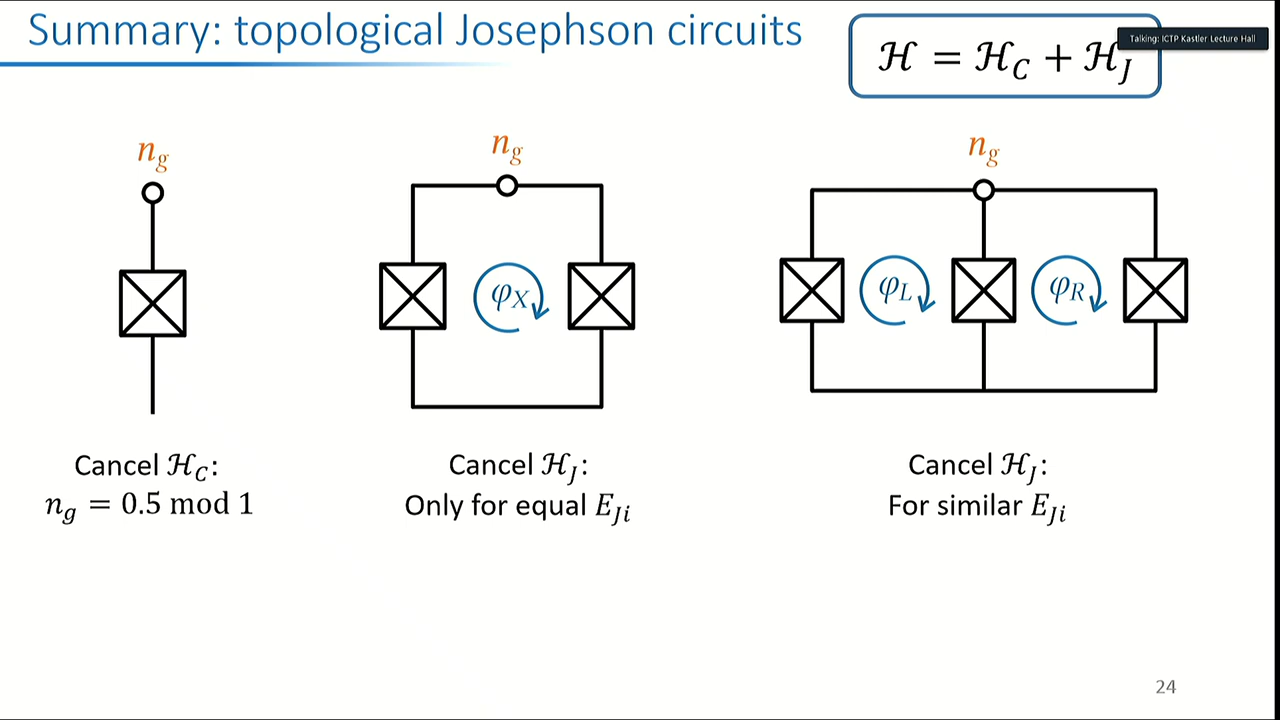 Summary: topological Josephson circuits
ℋ = ℋ_C + ℋ_J
Talking: ICTP Kastler Lecture Hall
n_g
n_g
n_g
φ_X
φ_L
φ_R
Cancel ℋ_C:
n_g = 0.5 mod 1
Cancel ℋ_J:
Only for equal E_Ji
Cancel ℋ_J:
For similar E_Ji
24